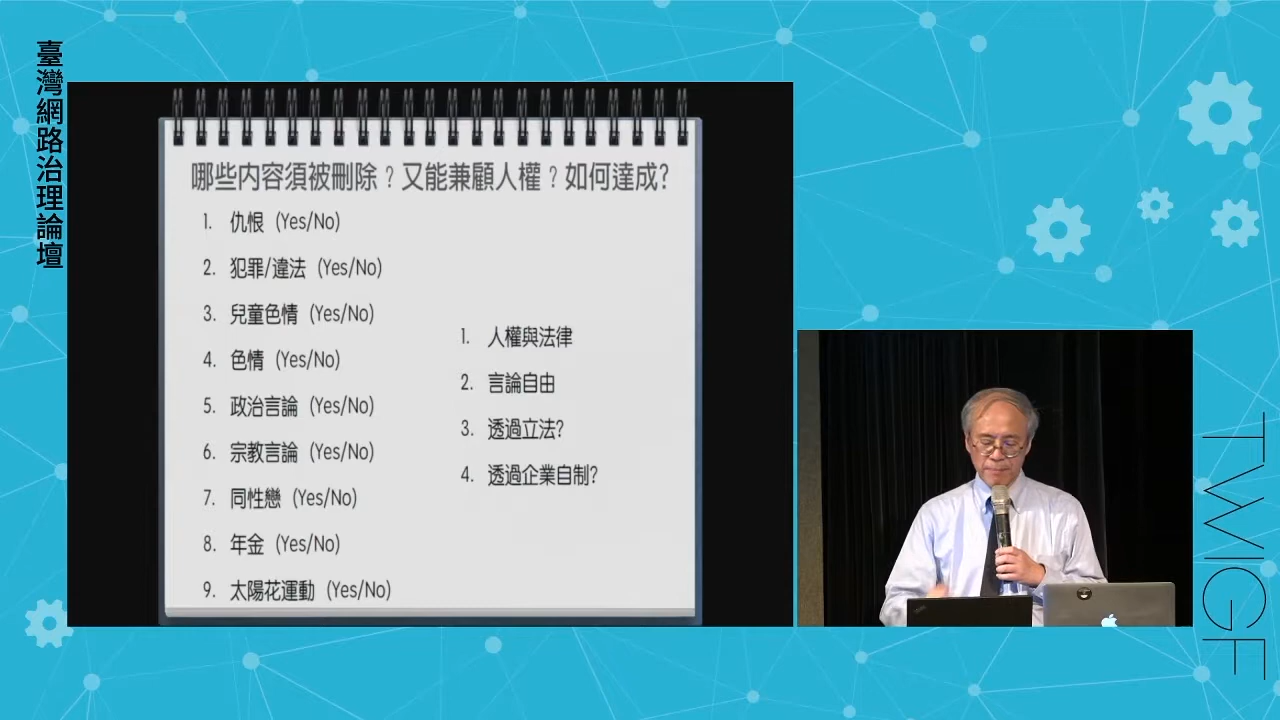 臺灣網路治理論壇
哪些内容須被刪除？又能兼顧人權？如何達成?
1. 仇恨 (Yes/No)
2. 犯罪/違法 (Yes/No)
3. 兒童色情 (Yes/No)
4. 色情 (Yes/No)
5. 政治言論 (Yes/No)
6. 宗教言論 (Yes/No)
7. 同性戀 (Yes/No)
8. 年金 (Yes/No)
9. 太陽花運動 (Yes/No)
1. 人權與法律
2. 言論自由
3. 透過立法?
4. 透過企業自制?
TWIGF